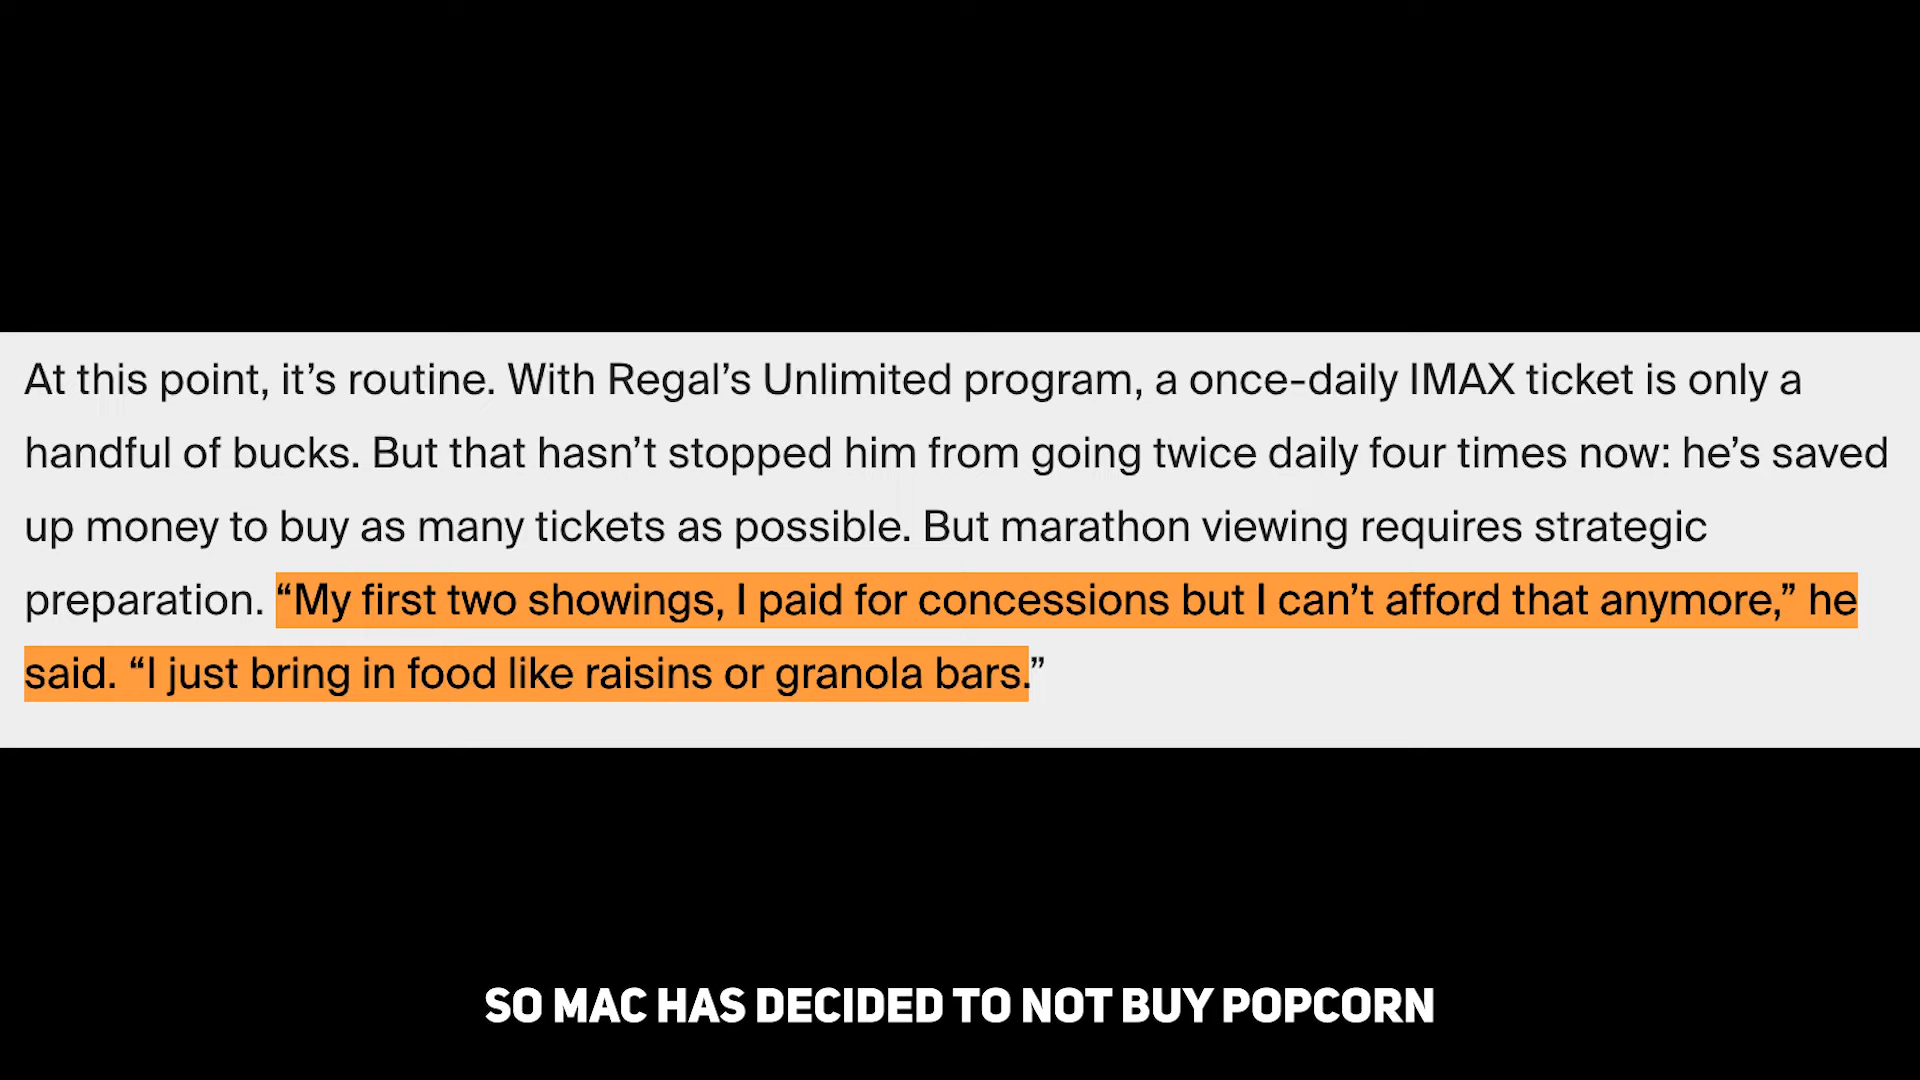 At this point, it’s routine. With Regal’s Unlimited program, a once-daily IMAX ticket is only a
handful of bucks. But that hasn’t stopped him from going twice daily four times now: he’s saved
up money to buy as many tickets as possible. But marathon viewing requires strategic
preparation. “My first two showings, I paid for concessions but I can’t afford that anymore,” he
said. “I just bring in food like raisins or granola bars.”
SO MAC HAS DECIDED TO NOT BUY POPCORN